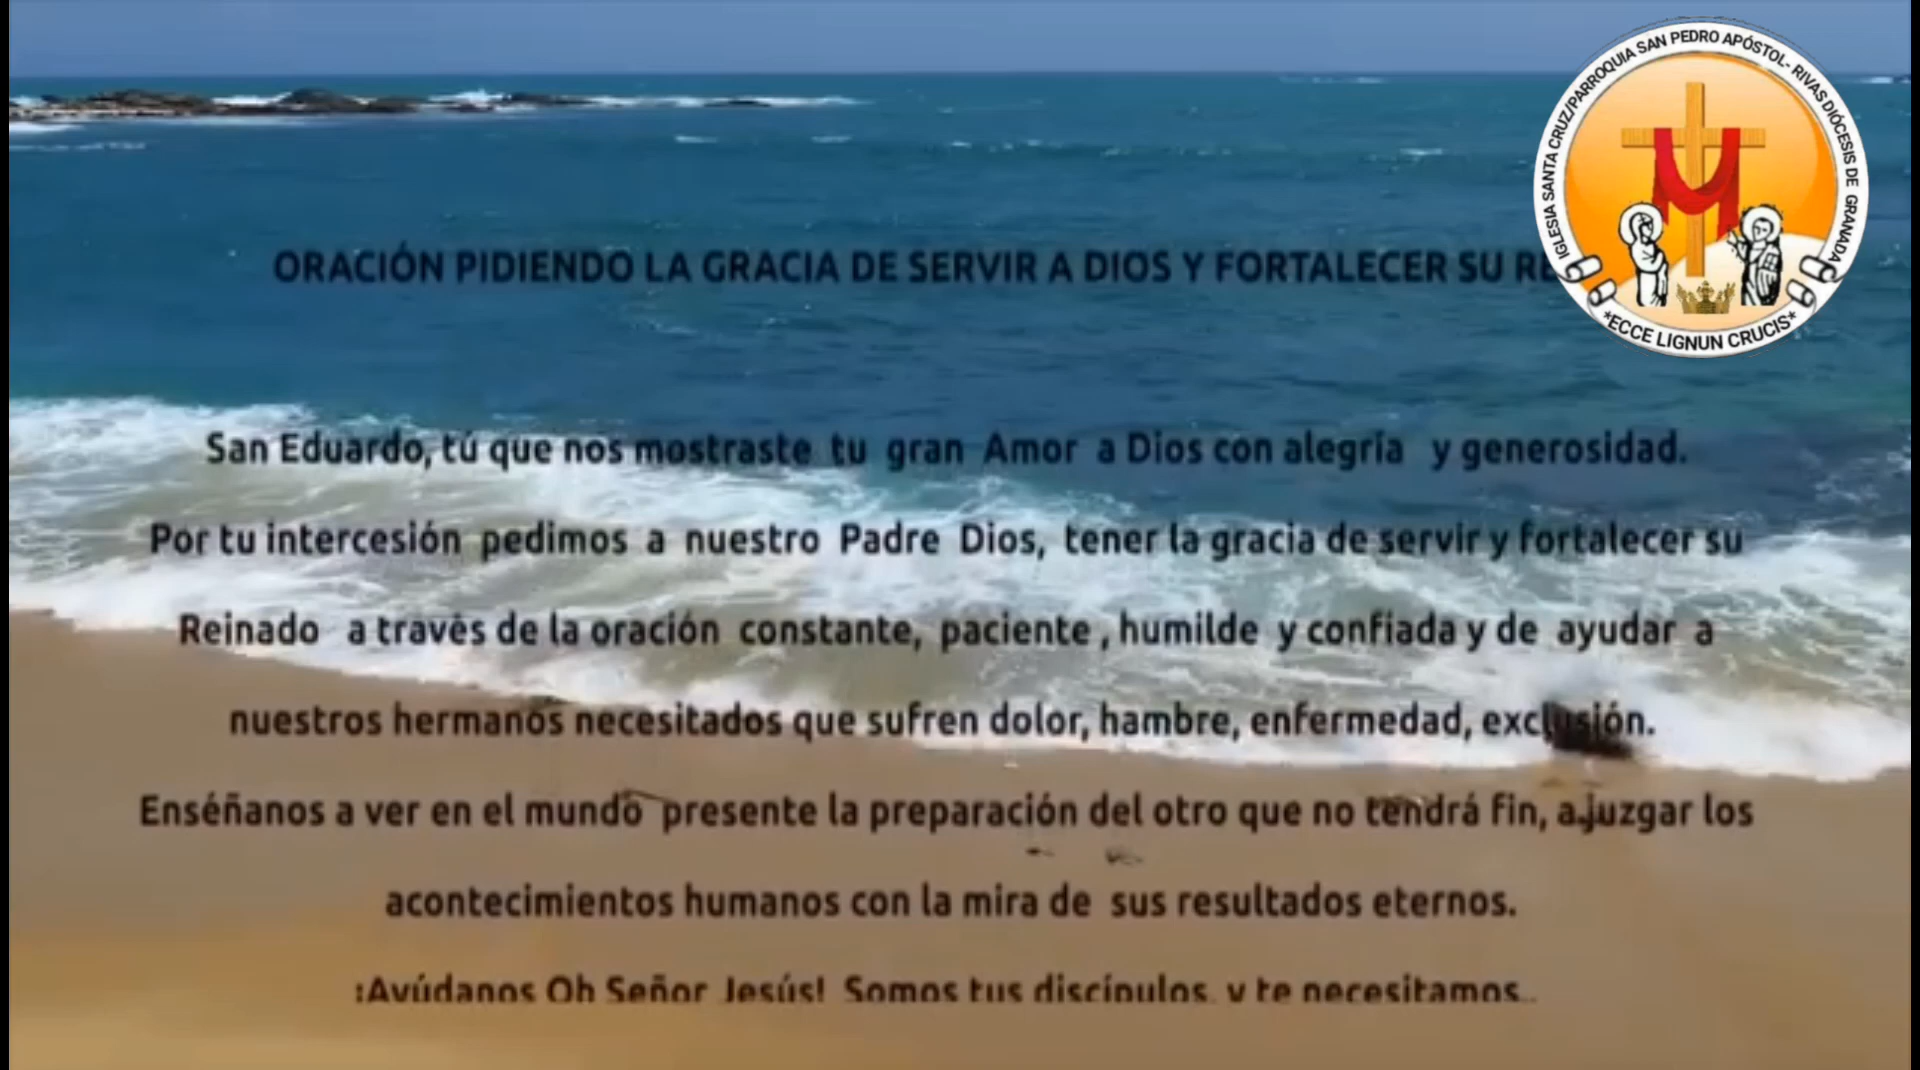 IGLESIA SANTA CRUZ/PARROQUIA SAN PEDRO APÓSTOL- RIVAS DIÓCESIS DE GRANADA
*ECCE LIGNUN CRUCIS*
ORACIÓN PIDIENDO LA GRACIA DE SERVIR A DIOS Y FORTALECER SU
San Eduardo, tú que nos mostraste tu gran Amor a Dios con alegría y generosidad.
Por tu intercesión pedimos a nuestro Padre Dios, tener la gracia de servir y fortalecer su
Reinado a travès de la oración constante, paciente , humilde y confiada y de ayudar a
nuestros hermanos necesitados que sufren dolor, hambre, enfermedad, exclusión.
Enséñanos a ver en el mundo presente la preparación del otro que no tendrá fin, a juzgar los
acontecimientos humanos con la mira de sus resultados eternos.
¡Ayúdanos Oh Señor Jesús! Somos tus discípulos, y te necesitamos..